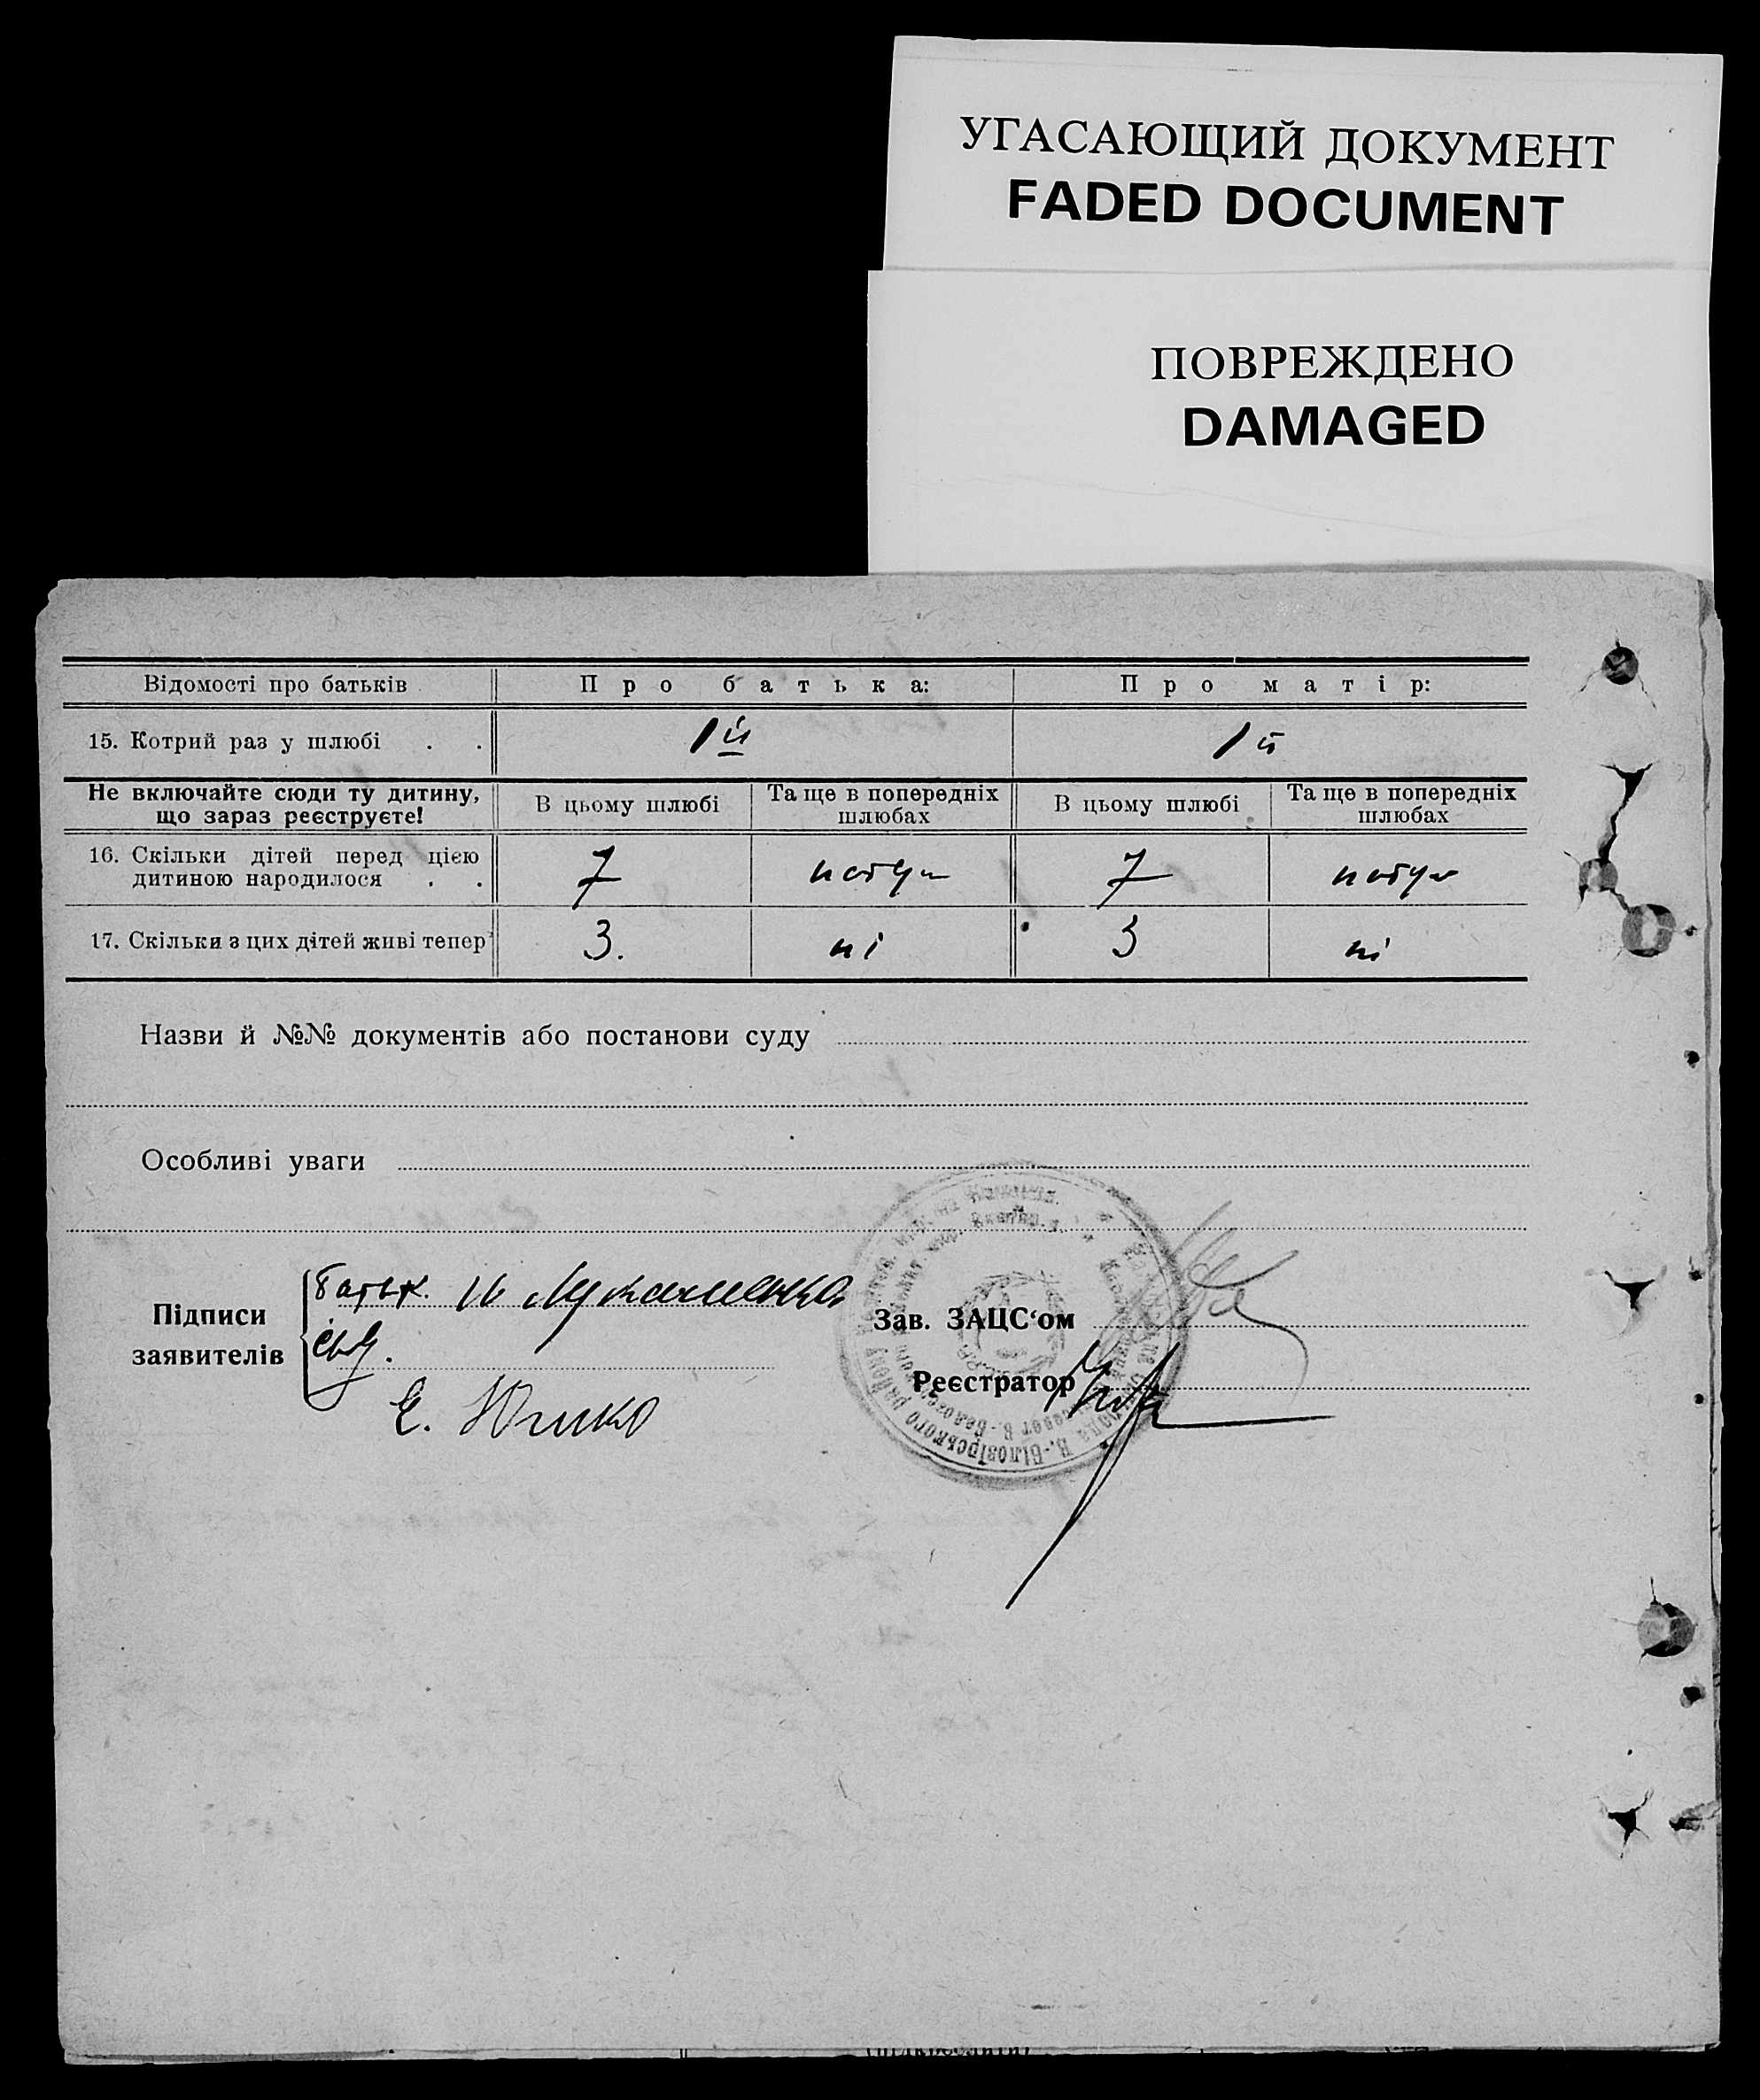 УГАСАЮЩИЙ ДОКУМЕНТ
FADED DOCUMENT
ПОВРЕЖДЕНО
DAMAGED
Відомості про батьків Про батька: Про матір:
15. Котрий раз у шлюбі . . 1й 1й
Не включайте сюди ту дитину, що зараз реєструєте! В цьому шлюбі Та ще в попередніх шлюбах В цьому шлюбі Та ще в попередніх шлюбах
16. Скільки дітей перед цією
дитиною народилося . . 7 7
17. Скільки з цих дітей живі тепер 3. ні 3 ні
Назви й №№ документів або постанови суду
Особливі уваги
Підписи заявителів
Батьк.
Зав. ЗАЦС'ом
Реєстратор
Е.